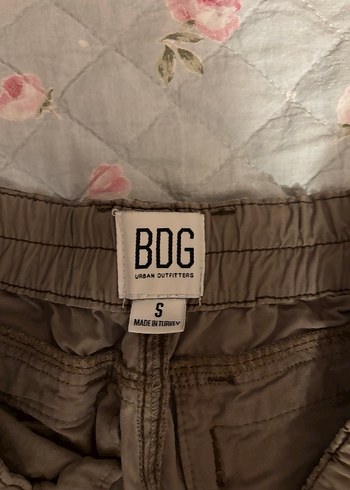 BDG
URBAN OUTFITTERS
S
MADE IN TURKEY